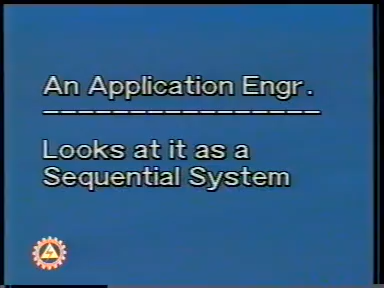 An Application Engr.
Looks at it as a
Sequential System